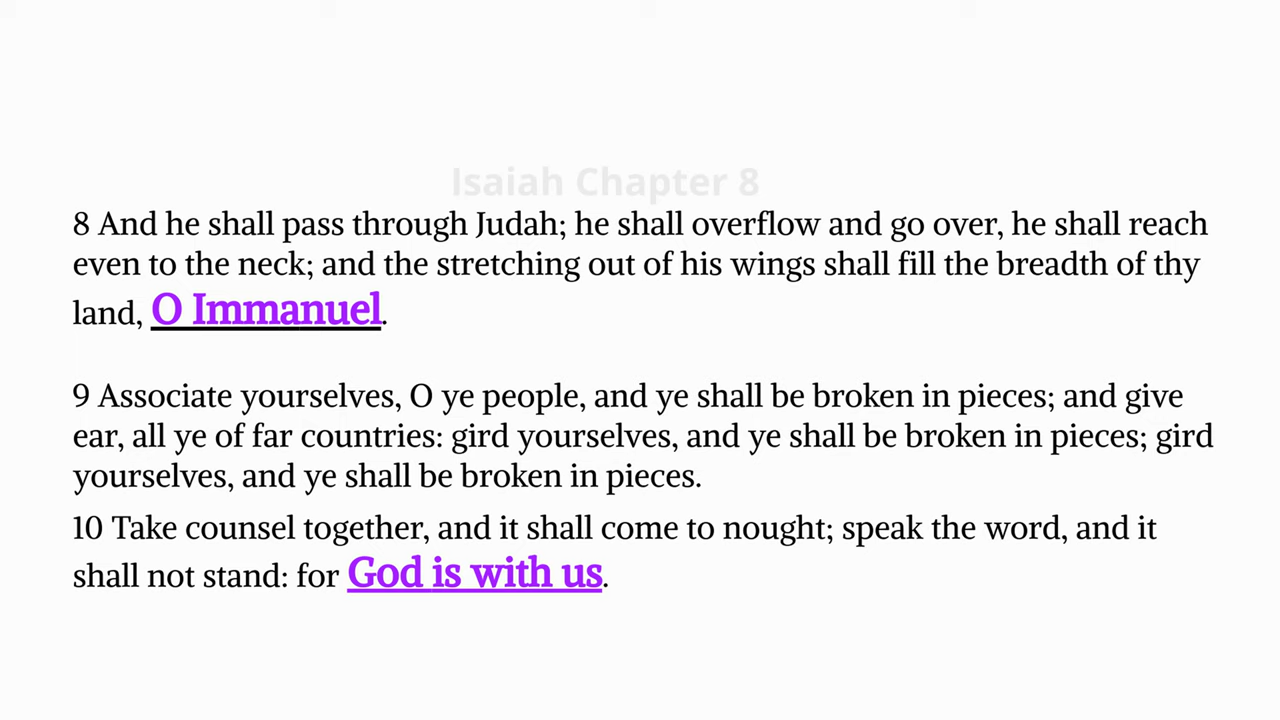 Isaiah Chapter 8
8 And he shall pass through Judah; he shall overflow and go over, he shall reach
even to the neck; and the stretching out of his wings shall fill the breadth of thy
land, O Immanuel.
9 Associate yourselves, O ye people, and ye shall be broken in pieces; and give
ear, all ye of far countries: gird yourselves, and ye shall be broken in pieces; gird
yourselves, and ye shall be broken in pieces.
10 Take counsel together, and it shall come to nought; speak the word, and it
shall not stand: for God is with us.